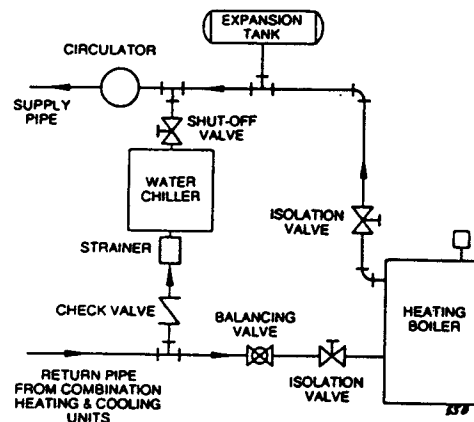 EXPANSION
TANK
CIRCULATOR
SUPPLY
PIPE
SHUT-OFF
VALVE
WATER
CHILLER
ISOLATION
VALVE
STRAINER
CHECK VALVE
BALANCING
VALVE
HEATING
BOILER
RETURN PIPE
FROM COMBINATION
HEATING & COOLING
UNITS
ISOLATION
VALVE